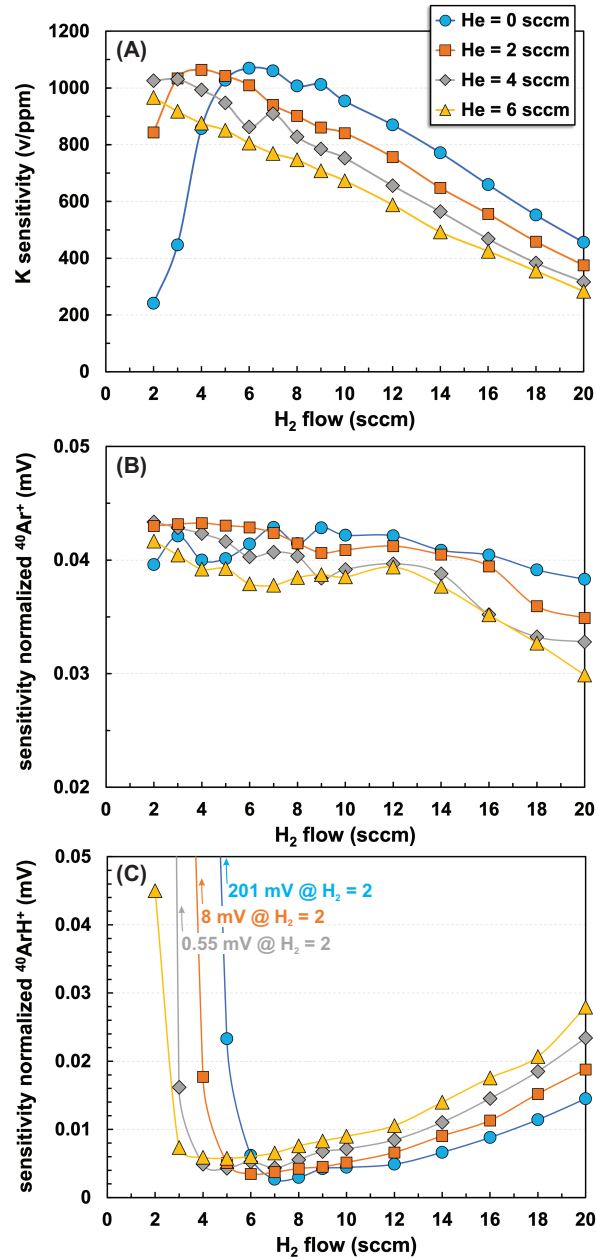 (A)
He = 0 sccm
He = 2 sccm
He = 4 sccm
He = 6 sccm
K sensitivity (v/ppm)
1200
1000
800
600
400
200
0
2 4 6 8 10 12 14 16 18 20
H₂ flow (sccm)
(B)
sensitivity normalized ⁴⁰Ar⁺ (mV)
0.05
0.04
0.03
0.02
0 2 4 6 8 10 12 14 16 18 20
H₂ flow (sccm)
(C)
sensitivity normalized ⁴⁰ArH⁺ (mV)
0.05
0.04
0.03
0.02
0.01
0
201 mV @ H₂ = 2
8 mV @ H₂ = 2
0.55 mV @ H₂ = 2
0 2 4 6 8 10 12 14 16 18 20
H₂ flow (sccm)